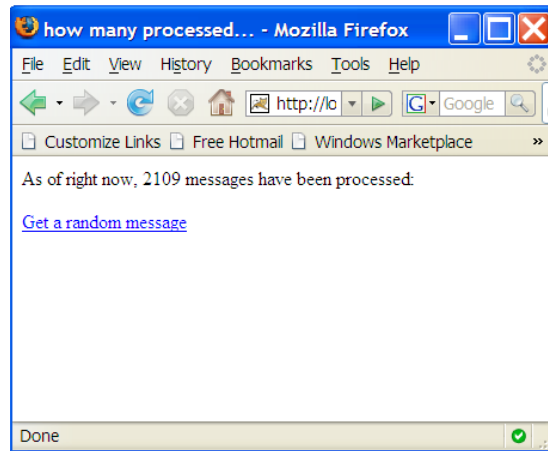 how many processed... - Mozilla Firefox
File Edit View History Bookmarks Tools Help
http://lo G Google
Customize Links Free Hotmail Windows Marketplace »
As of right now, 2109 messages have been processed:
Get a random message
Done